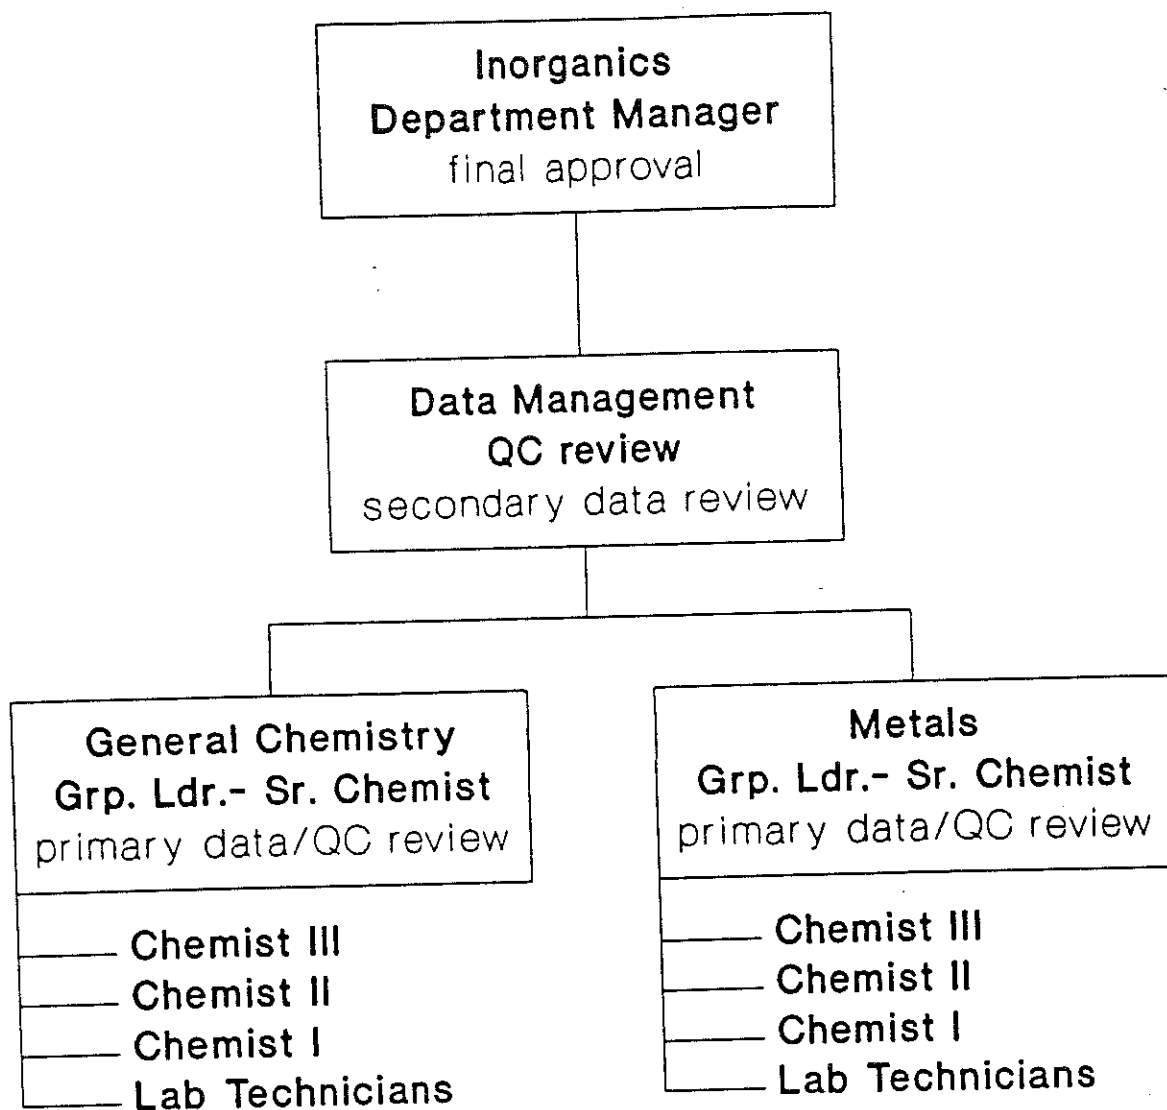 Inorganics
Department Manager
final approval
Data Management
QC review
secondary data review
General Chemistry
Grp. Ldr.- Sr. Chemist
primary data/QC review
Chemist III
Chemist II
Chemist I
Lab Technicians
Metals
Grp. Ldr.- Sr. Chemist
primary data/QC review
Chemist III
Chemist II
Chemist I
Lab Technicians